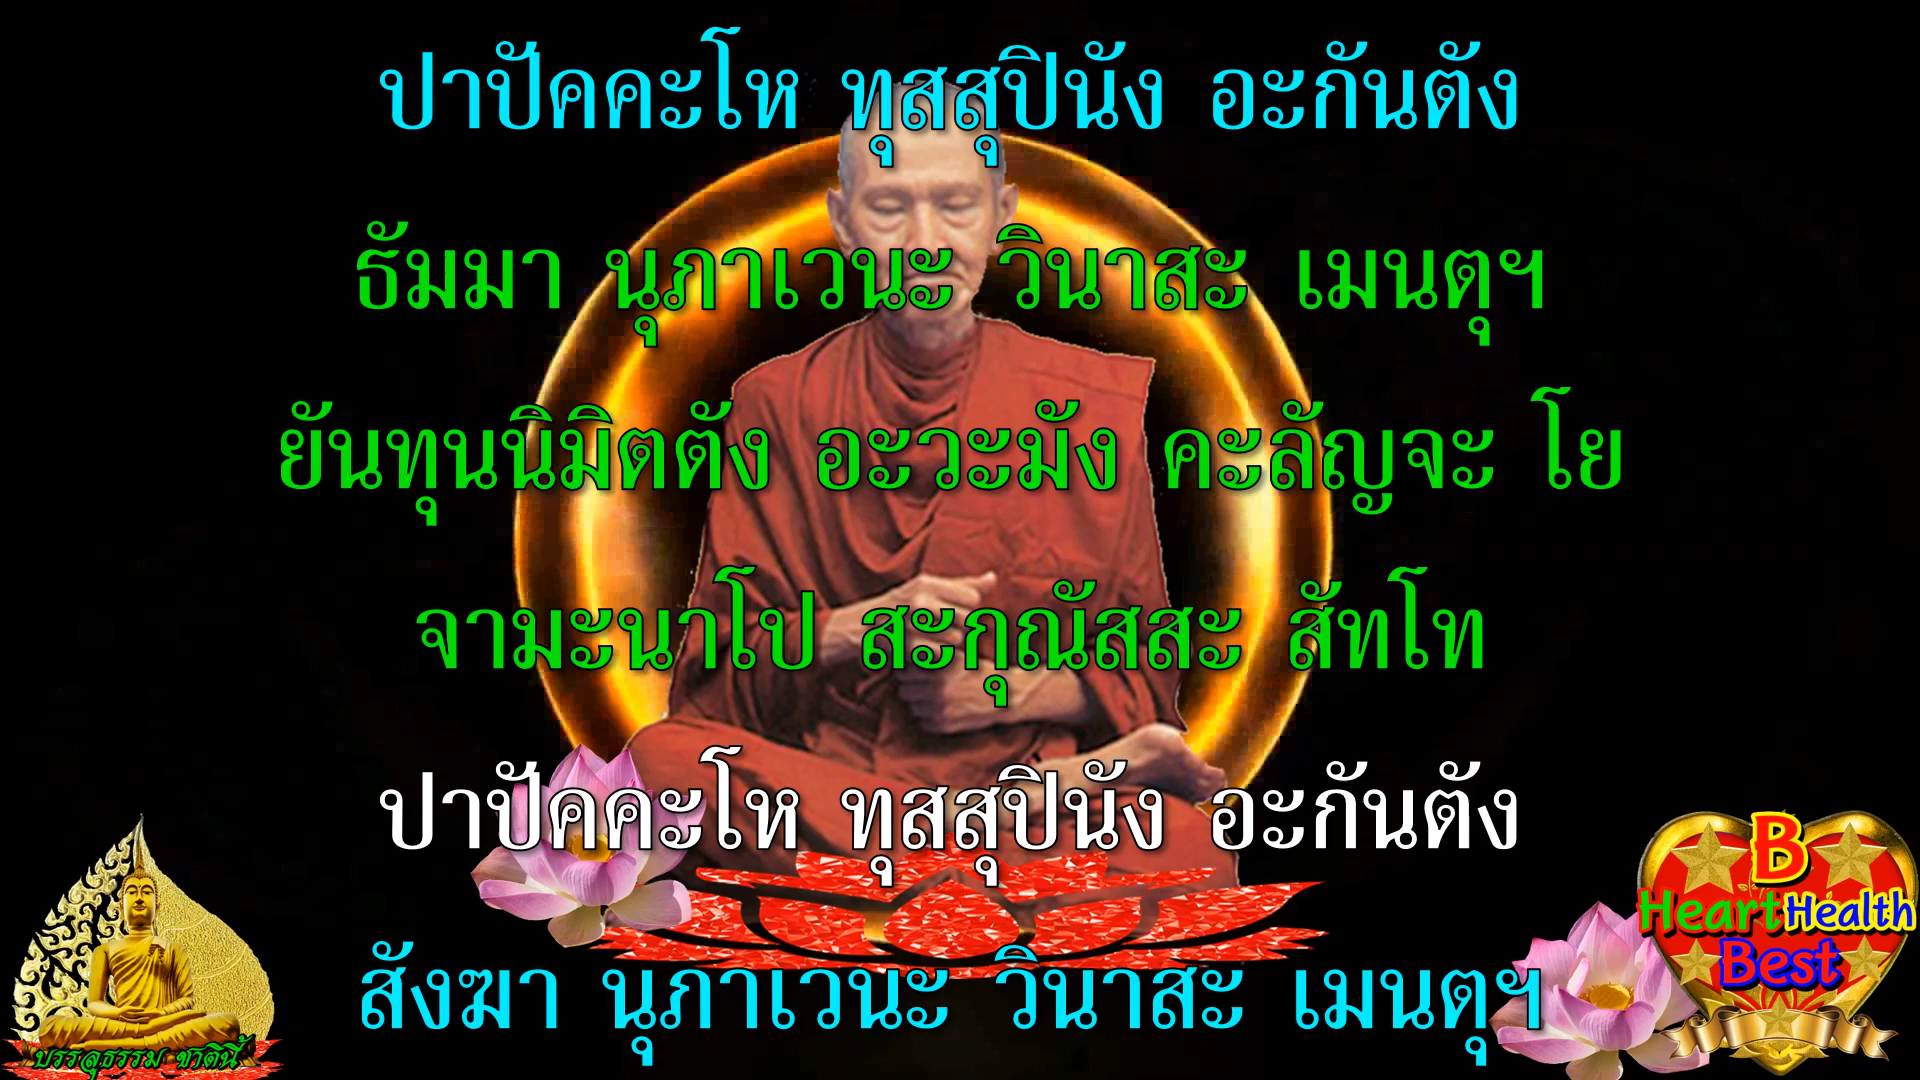 ปาปัคคะโห ทุสสุปินัง อะกันตัง
ธัมมา นุภาเวนะ วินาสะ เมนตุฯ
ยันทุนนิมิตตัง อะวะมัง คะลัญจะ โย
จามะนาโป สะกุณัสสะ สัทโท
ปาปัคคะโห ทุสสุปินัง อะกันตัง
สังฆา นุภาเวนะ วินาสะ เมนตุฯ
บรรลุธรรม ชาตินี้
B
Heart Health
Best